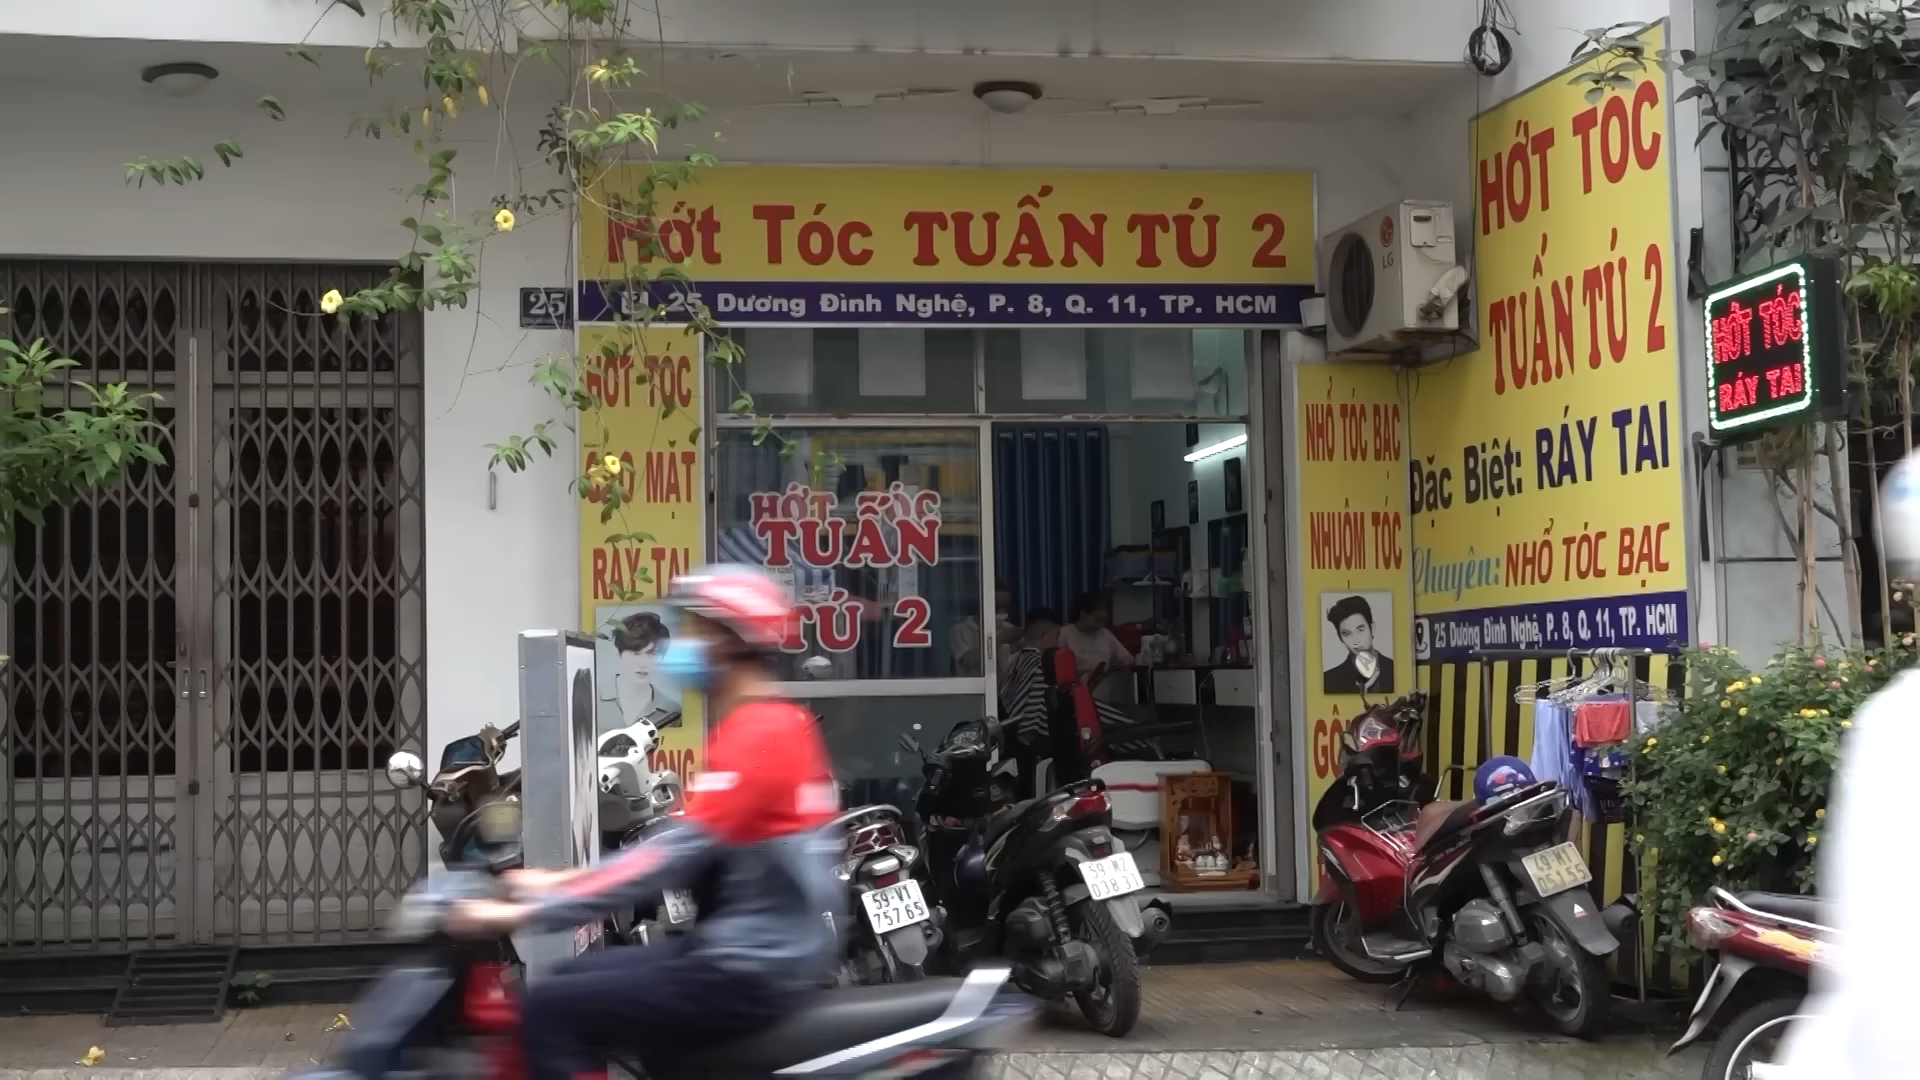 Hớt Tóc TUẤN TÚ 2
25 Dương Đình Nghệ, P. 8, Q. 11, TP. HCM
25
HỚT TÓC
CẠO MẶT
RÁY TAI
HỚT TÓC
TUẤN
TÚ 2
LG
NHỔ TÓC BẠC
NHUỘM TÓC
GỘI
HỚT TÓC
TUẤN TÚ 2
Đặc Biệt: RÁY TAI
Chuyên: NHỔ TÓC BẠC
25 Dương Đình Nghệ, P. 8, Q. 11, TP. HCM
HỚT TÓC
RÁY TAI
59-V1
757 65
59-MZ